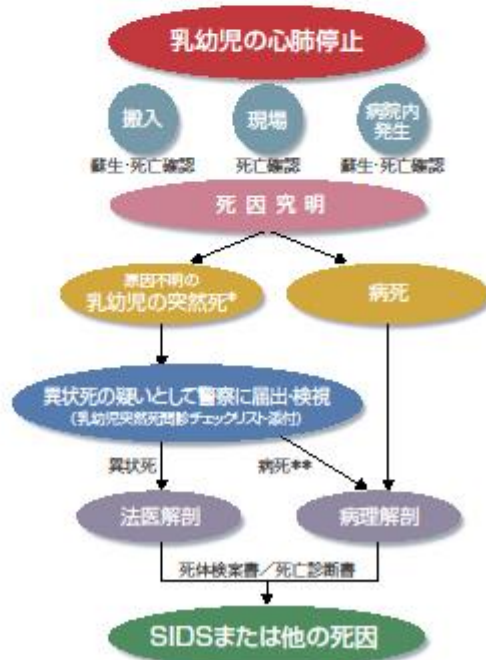 乳幼児の心肺停止
搬入
現場
病院内
発生
蘇生・死亡確認
死亡確認
蘇生・死亡確認
死因究明
原因不明の
乳幼児の突然死*
病死
異状死の疑いとして警察に届出・検視
(乳幼児突然死問診チェックリスト添付)
異状死
病死**
法医解剖
病理解剖
死体検案書／死亡診断書
SIDSまたは他の死因